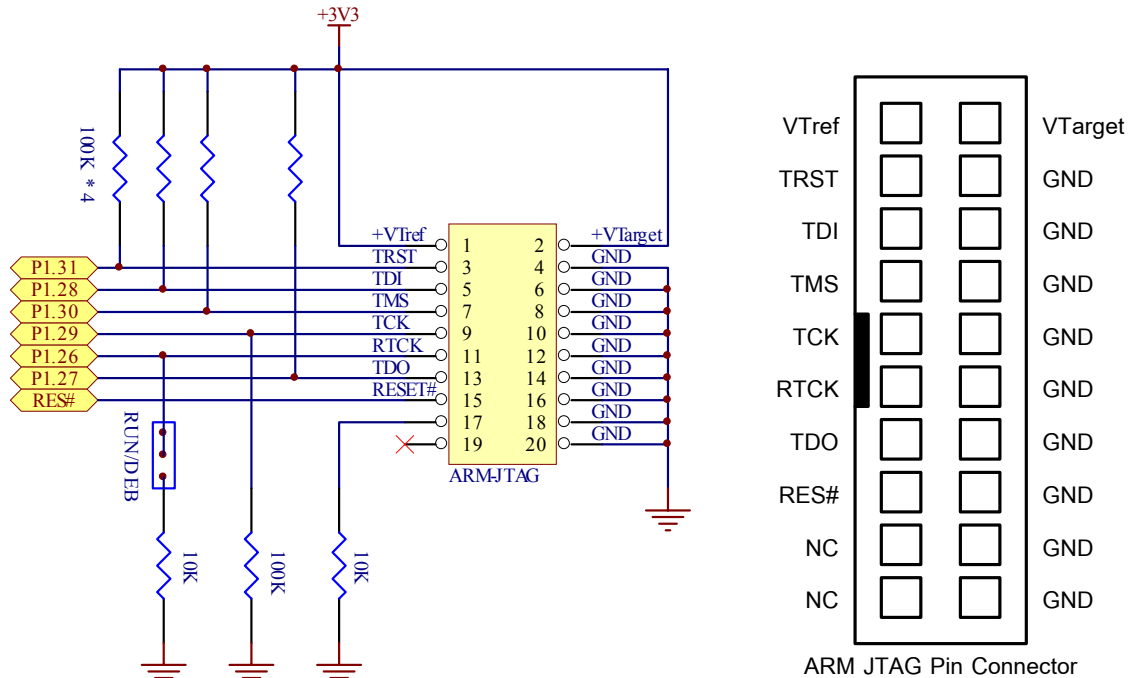 +3V3
100K * 4
+VTref 1 2 +VTarget
P1.31 TRST 3 4 GND
P1.28 TDI 5 6 GND
P1.30 TMS 7 8 GND
P1.29 TCK 9 10 GND
P1.26 RTCK 11 12 GND
P1.27 TDO 13 14 GND
RES# RESET# 15 16 GND
17 18 GND
19 20 GND
ARM-JTAG
RUN/DEB
10K
100K
10K
VTref VTarget
TRST GND
TDI GND
TMS GND
TCK GND
RTCK GND
TDO GND
RES# GND
NC GND
NC GND
ARM JTAG Pin Connector